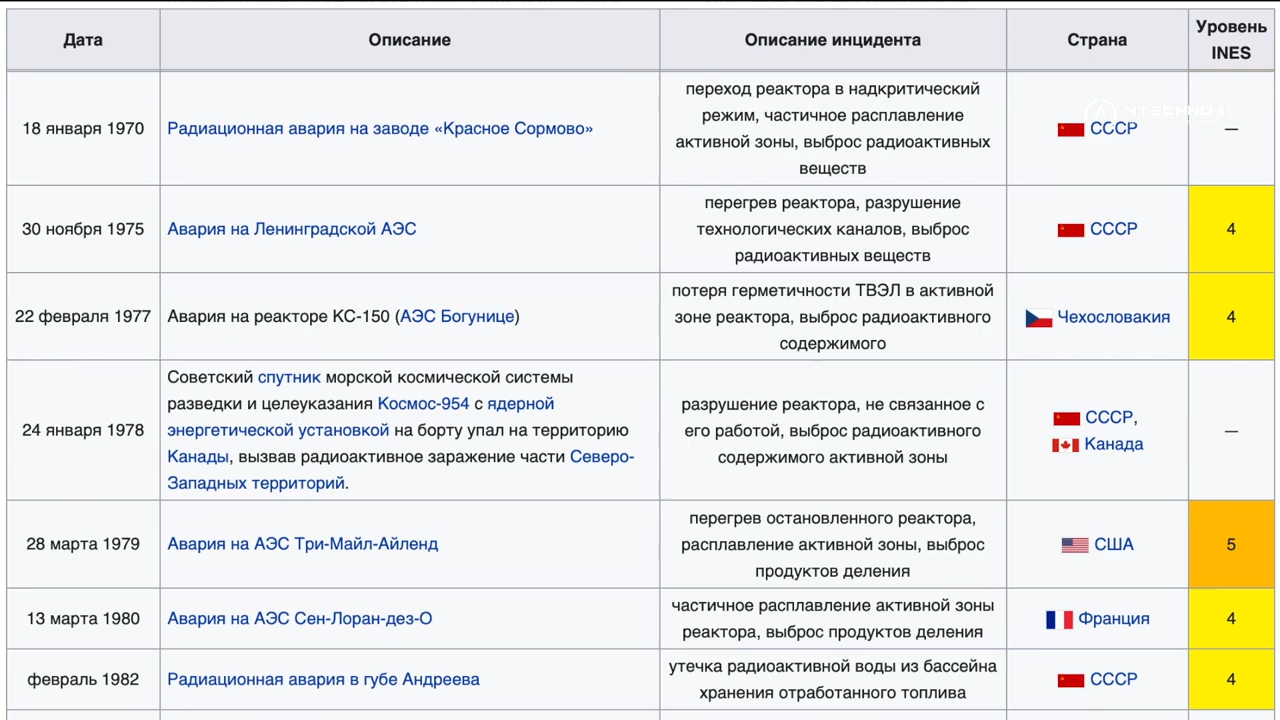 Дата
Описание
Описание инцидента
Страна
Уровень
INES
18 января 1970
Радиационная авария на заводе «Красное Сормово»
переход реактора в надкритический
режим, частичное расплавление
активной зоны, выброс радиоактивных
веществ
СССР
—
30 ноября 1975
Авария на Ленинградской АЭС
перегрев реактора, разрушение
технологических каналов, выброс
радиоактивных веществ
СССР
4
22 февраля 1977
Авария на реакторе КС-150 (АЭС Богунице)
потеря герметичности ТВЭЛ в активной
зоне реактора, выброс радиоактивного
содержимого
Чехословакия
4
24 января 1978
Советский спутник морской космической системы
разведки и целеуказания Космос-954 с ядерной
энергетической установкой на борту упал на территорию
Канады, вызвав радиоактивное заражение части Северо-
Западных территорий.
разрушение реактора, не связанное с
его работой, выброс радиоактивного
содержимого активной зоны
СССР,
Канада
—
28 марта 1979
Авария на АЭС Три-Майл-Айленд
перегрев остановленного реактора,
расплавление активной зоны, выброс
продуктов деления
США
5
13 марта 1980
Авария на АЭС Сен-Лоран-дез-О
частичное расплавление активной зоны
реактора, выброс продуктов деления
Франция
4
февраль 1982
Радиационная авария в губе Андреева
утечка радиоактивной воды из бассейна
хранения отработанного топлива
СССР
4